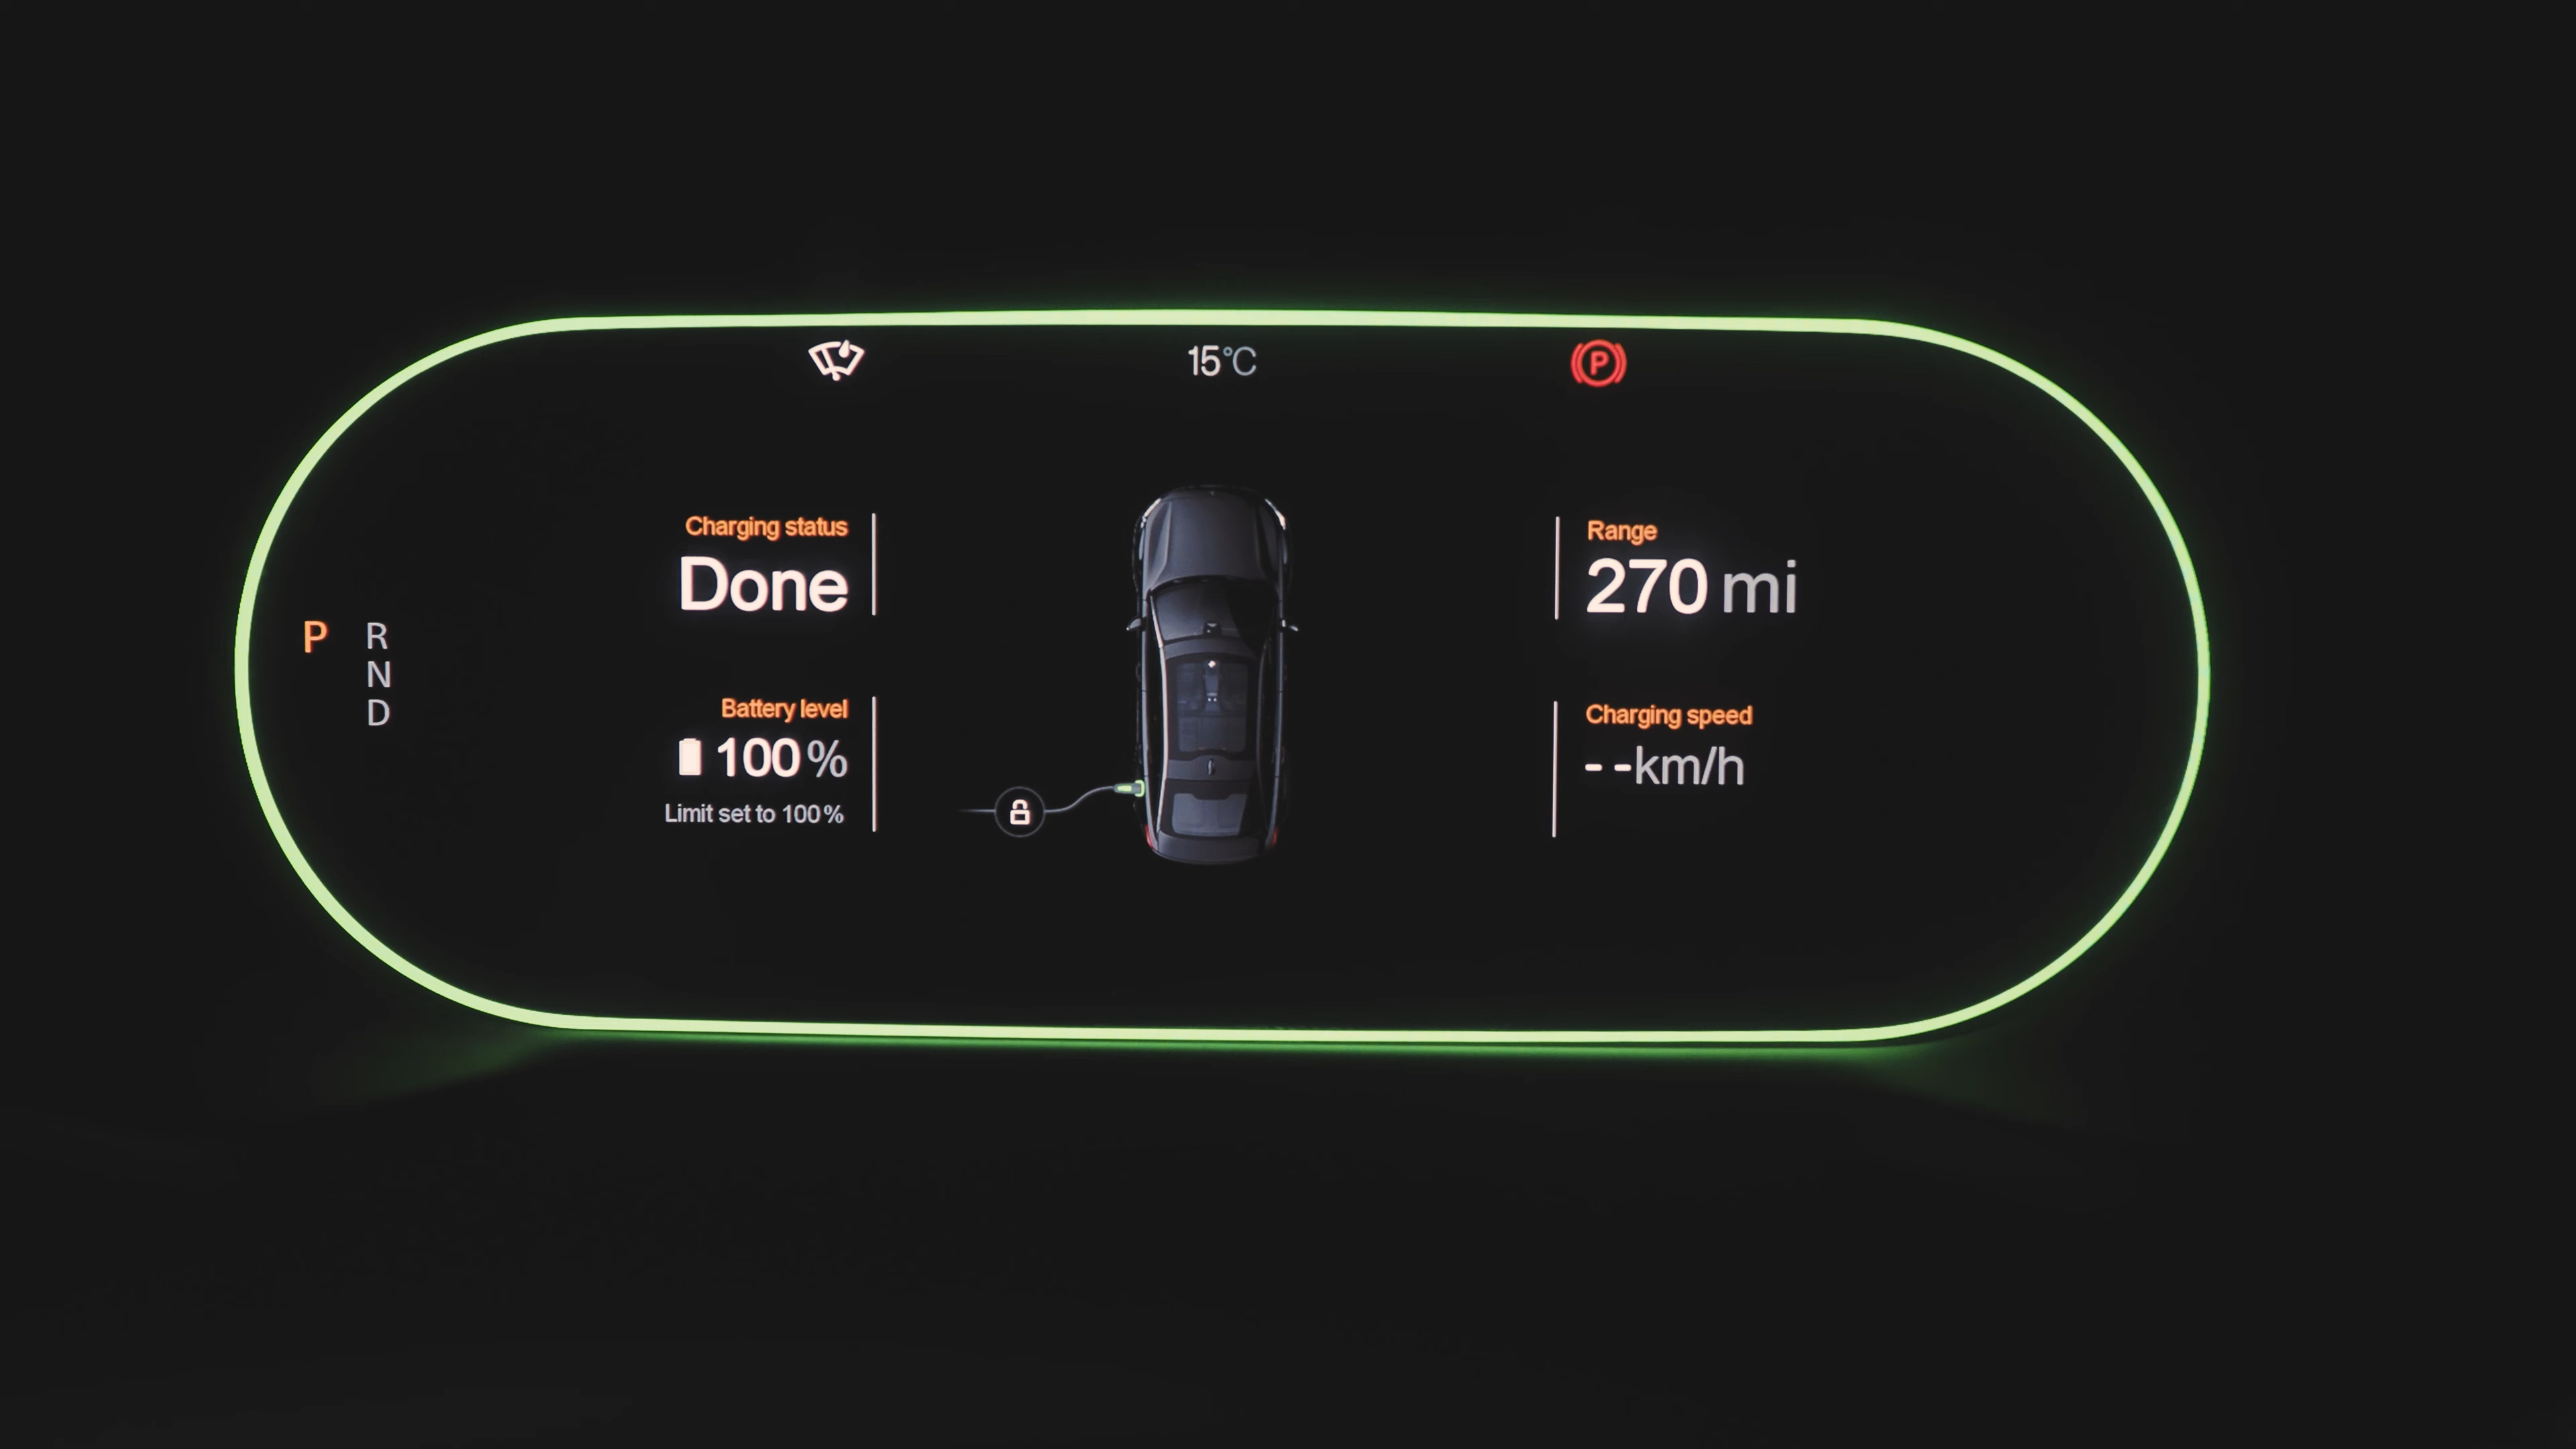 15°C
P
P
R
N
D
Charging status
Done
Battery level
100%
Limit set to 100%
Range
270 mi
Charging speed
--km/h